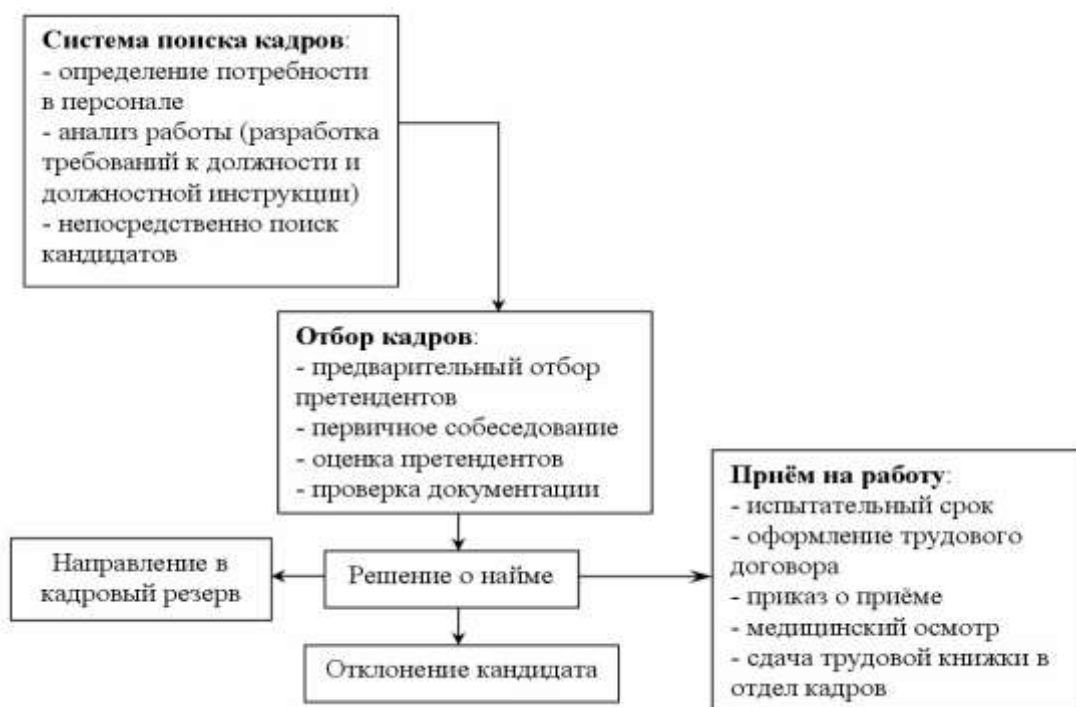 Система поиска кадров:
- определение потребности
в персонале
- анализ работы (разработка
требований к должности и
должностной инструкции)
- непосредственно поиск
кандидатов
Отбор кадров:
- предварительный отбор
претендентов
- первичное собеседование
- оценка претендентов
- проверка документации
Направление в
кадровый резерв
Решение о найме
Отклонение кандидата
Приём на работу:
- испытательный срок
- оформление трудового
договора
- приказ о приёме
- медицинский осмотр
- сдача трудовой книжки в
отдел кадров